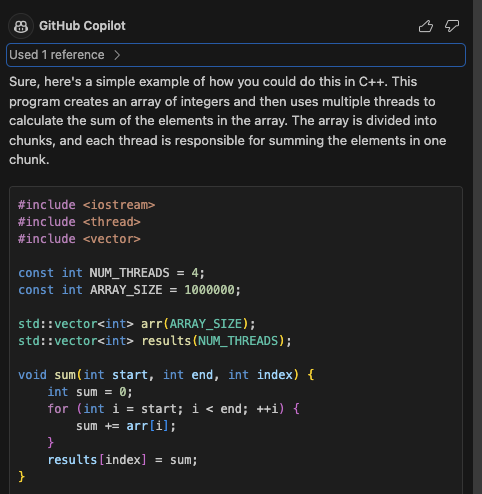 GitHub Copilot
Used 1 reference >
Sure, here's a simple example of how you could do this in C++. This
program creates an array of integers and then uses multiple threads to
calculate the sum of the elements in the array. The array is divided into
chunks, and each thread is responsible for summing the elements in one
chunk.
#include <iostream>
#include <thread>
#include <vector>
const int NUM_THREADS = 4;
const int ARRAY_SIZE = 1000000;
std::vector<int> arr(ARRAY_SIZE);
std::vector<int> results(NUM_THREADS);
void sum(int start, int end, int index) {
    int sum = 0;
    for (int i = start; i < end; ++i) {
        sum += arr[i];
    }
    results[index] = sum;
}